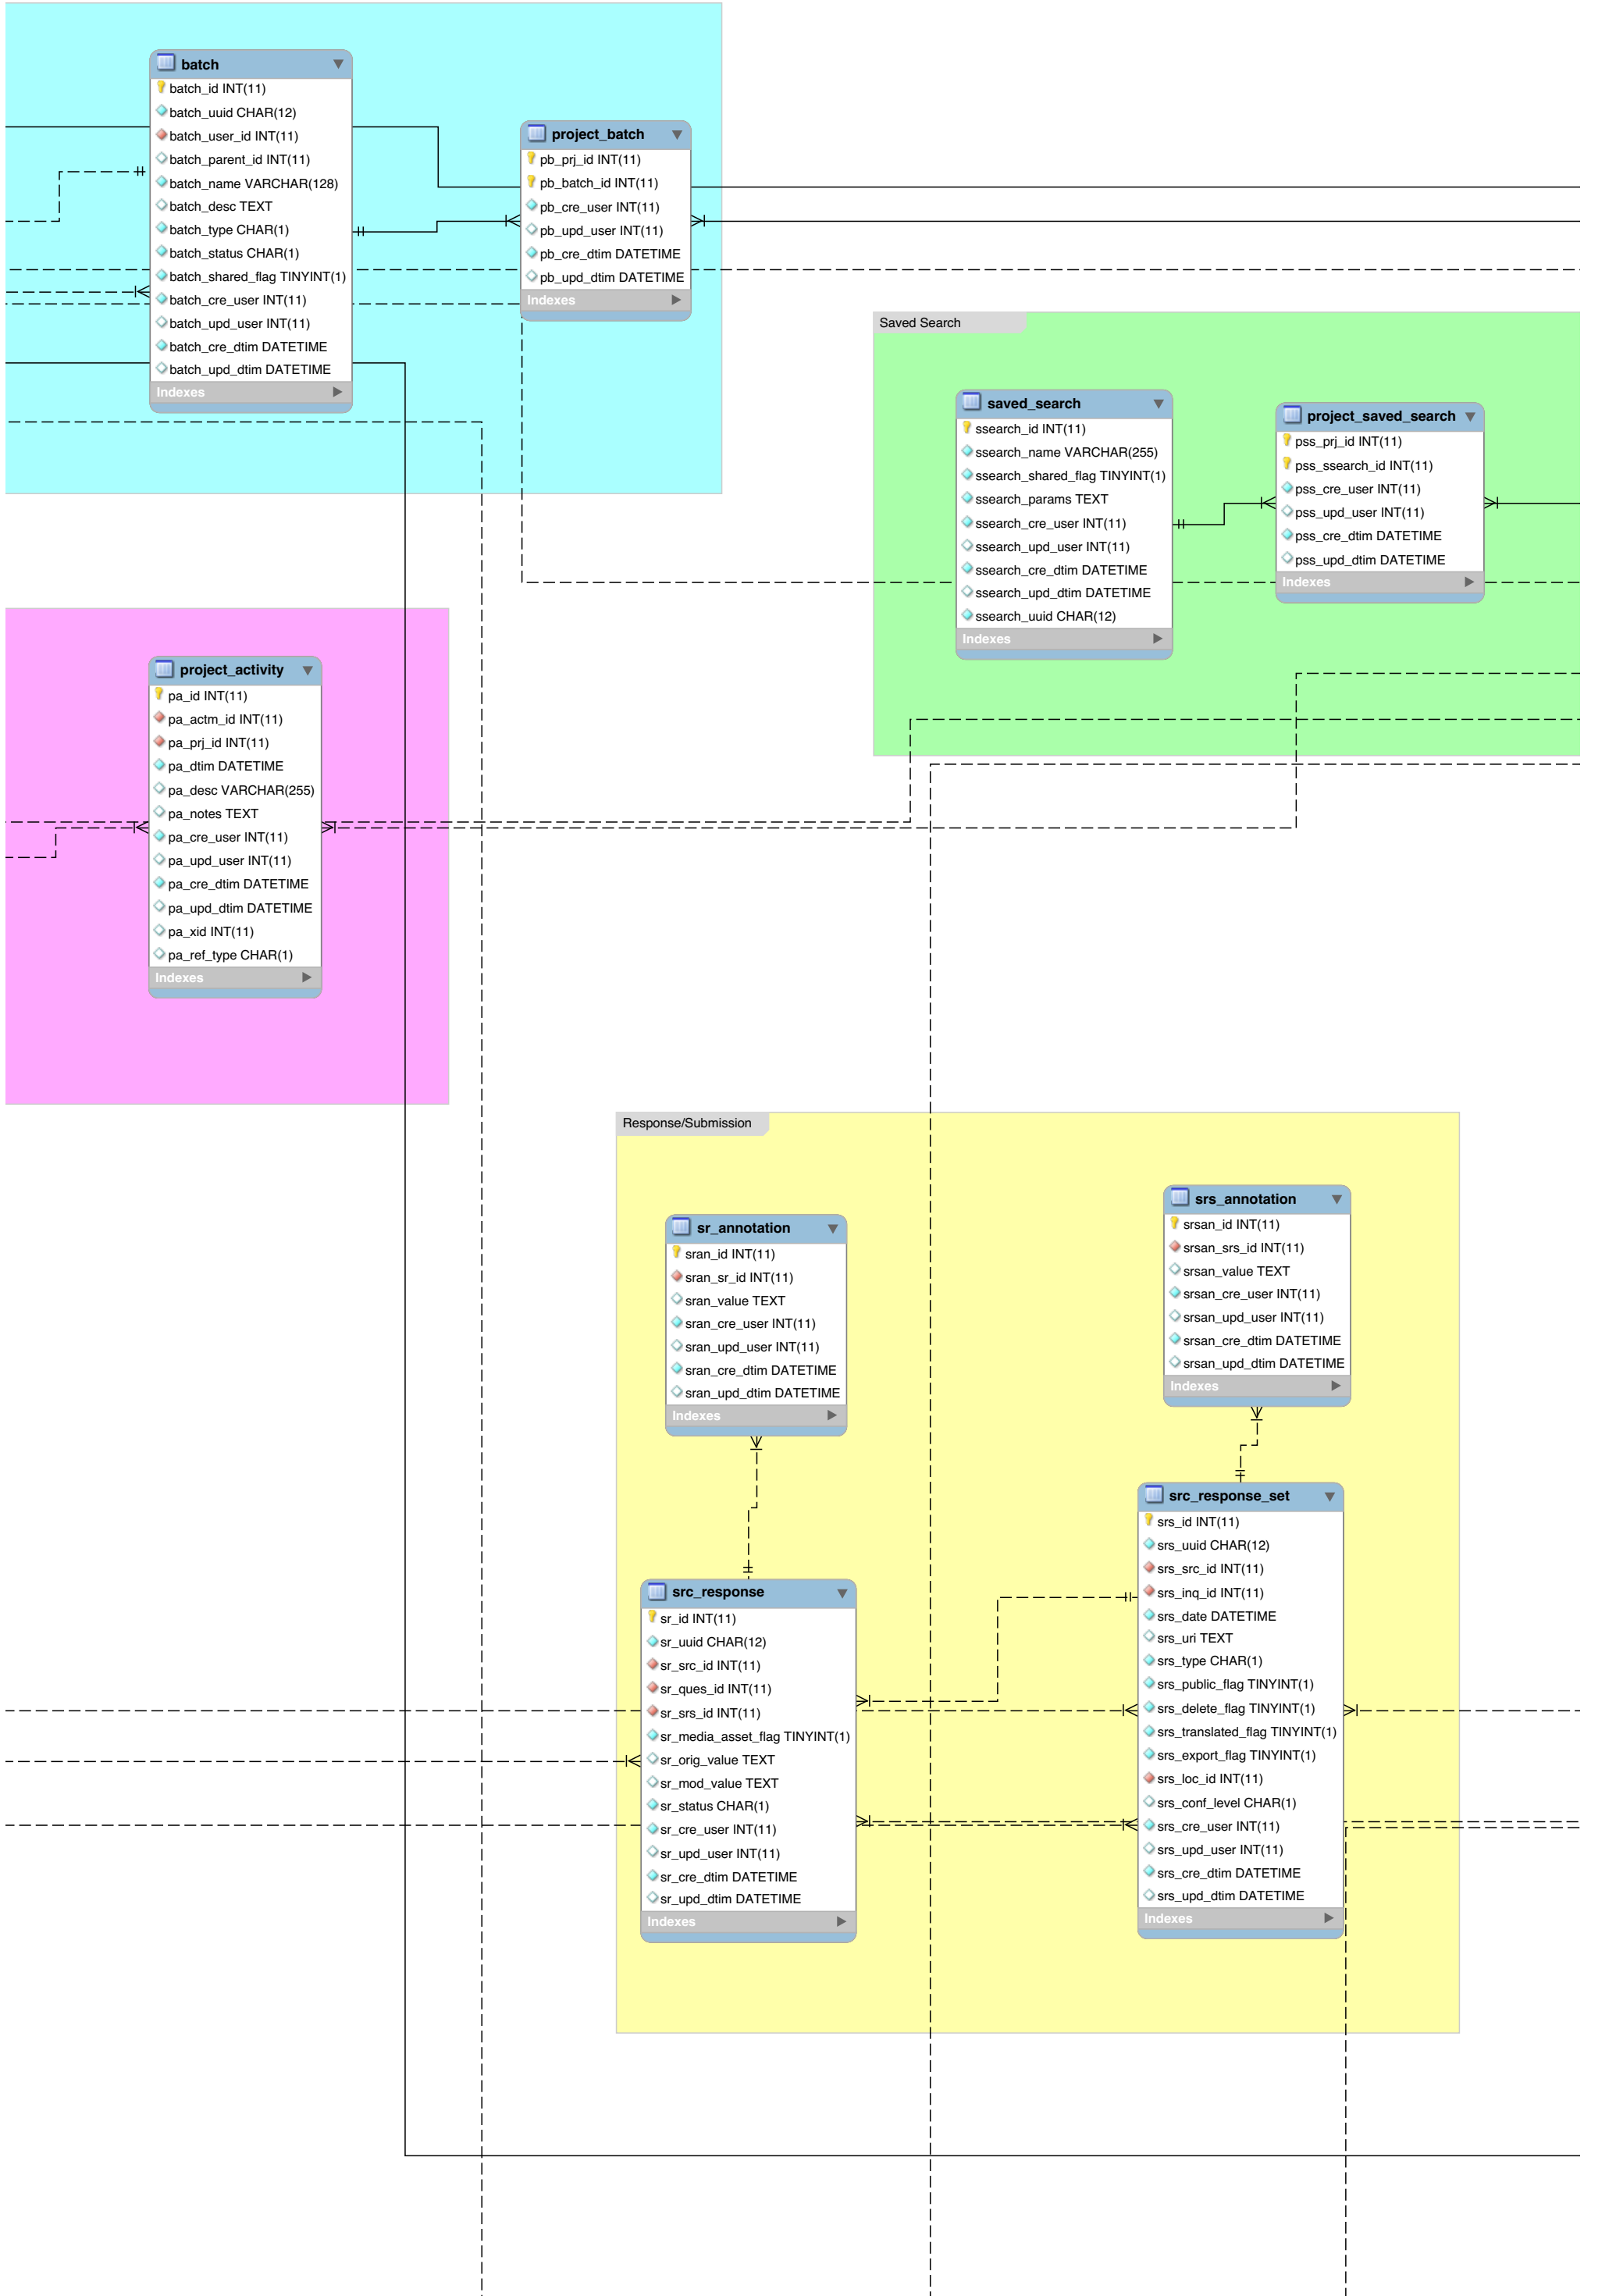 batch
batch_id INT(11)
batch_uuid CHAR(12)
batch_user_id INT(11)
batch_parent_id INT(11)
batch_name VARCHAR(128)
batch_desc TEXT
batch_type CHAR(1)
batch_status CHAR(1)
batch_shared_flag TINYINT(1)
batch_cre_user INT(11)
batch_upd_user INT(11)
batch_cre_dtim DATETIME
batch_upd_dtim DATETIME
Indexes
project_batch
pb_prj_id INT(11)
pb_batch_id INT(11)
pb_cre_user INT(11)
pb_upd_user INT(11)
pb_cre_dtim DATETIME
pb_upd_dtim DATETIME
Indexes
Saved Search
saved_search
ssearch_id INT(11)
ssearch_name VARCHAR(255)
ssearch_shared_flag TINYINT(1)
ssearch_params TEXT
ssearch_cre_user INT(11)
ssearch_upd_user INT(11)
ssearch_cre_dtim DATETIME
ssearch_upd_dtim DATETIME
ssearch_uuid CHAR(12)
Indexes
project_saved_search
pss_prj_id INT(11)
pss_ssearch_id INT(11)
pss_cre_user INT(11)
pss_upd_user INT(11)
pss_cre_dtim DATETIME
pss_upd_dtim DATETIME
Indexes
project_activity
pa_id INT(11)
pa_actm_id INT(11)
pa_prj_id INT(11)
pa_dtim DATETIME
pa_desc VARCHAR(255)
pa_notes TEXT
pa_cre_user INT(11)
pa_upd_user INT(11)
pa_cre_dtim DATETIME
pa_upd_dtim DATETIME
pa_xid INT(11)
pa_ref_type CHAR(1)
Indexes
Response/Submission
sr_annotation
sran_id INT(11)
sran_sr_id INT(11)
sran_value TEXT
sran_cre_user INT(11)
sran_upd_user INT(11)
sran_cre_dtim DATETIME
sran_upd_dtim DATETIME
Indexes
srs_annotation
srsan_id INT(11)
srsan_srs_id INT(11)
srsan_value TEXT
srsan_cre_user INT(11)
srsan_upd_user INT(11)
srsan_cre_dtim DATETIME
srsan_upd_dtim DATETIME
Indexes
src_response
sr_id INT(11)
sr_uuid CHAR(12)
sr_src_id INT(11)
sr_ques_id INT(11)
sr_srs_id INT(11)
sr_media_asset_flag TINYINT(1)
sr_orig_value TEXT
sr_mod_value TEXT
sr_status CHAR(1)
sr_cre_user INT(11)
sr_upd_user INT(11)
sr_cre_dtim DATETIME
sr_upd_dtim DATETIME
Indexes
src_response_set
srs_id INT(11)
srs_uuid CHAR(12)
srs_src_id INT(11)
srs_inq_id INT(11)
srs_date DATETIME
srs_uri TEXT
srs_type CHAR(1)
srs_public_flag TINYINT(1)
srs_delete_flag TINYINT(1)
srs_translated_flag TINYINT(1)
srs_export_flag TINYINT(1)
srs_loc_id INT(11)
srs_conf_level CHAR(1)
srs_cre_user INT(11)
srs_upd_user INT(11)
srs_cre_dtim DATETIME
srs_upd_dtim DATETIME
Indexes